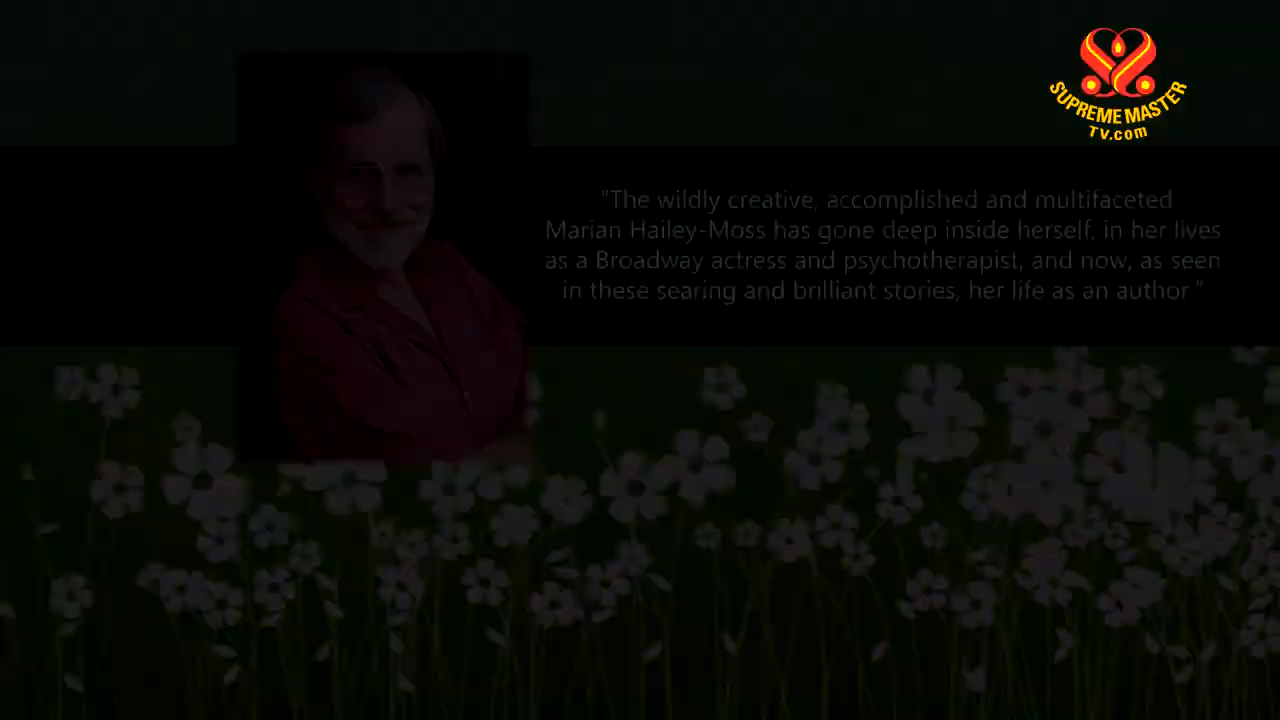 SUPREME MASTER
TV.com
"The wildly creative, accomplished and multifaceted
Marian Hailey-Moss has gone deep inside herself, in her lives
as a Broadway actress and psychotherapist, and now, as seen
in these searing and brilliant stories, her life as an author."